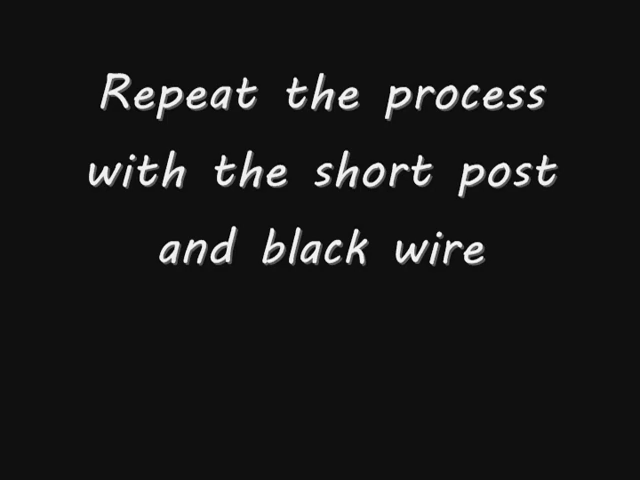 Repeat the process
with the short post
and black wire